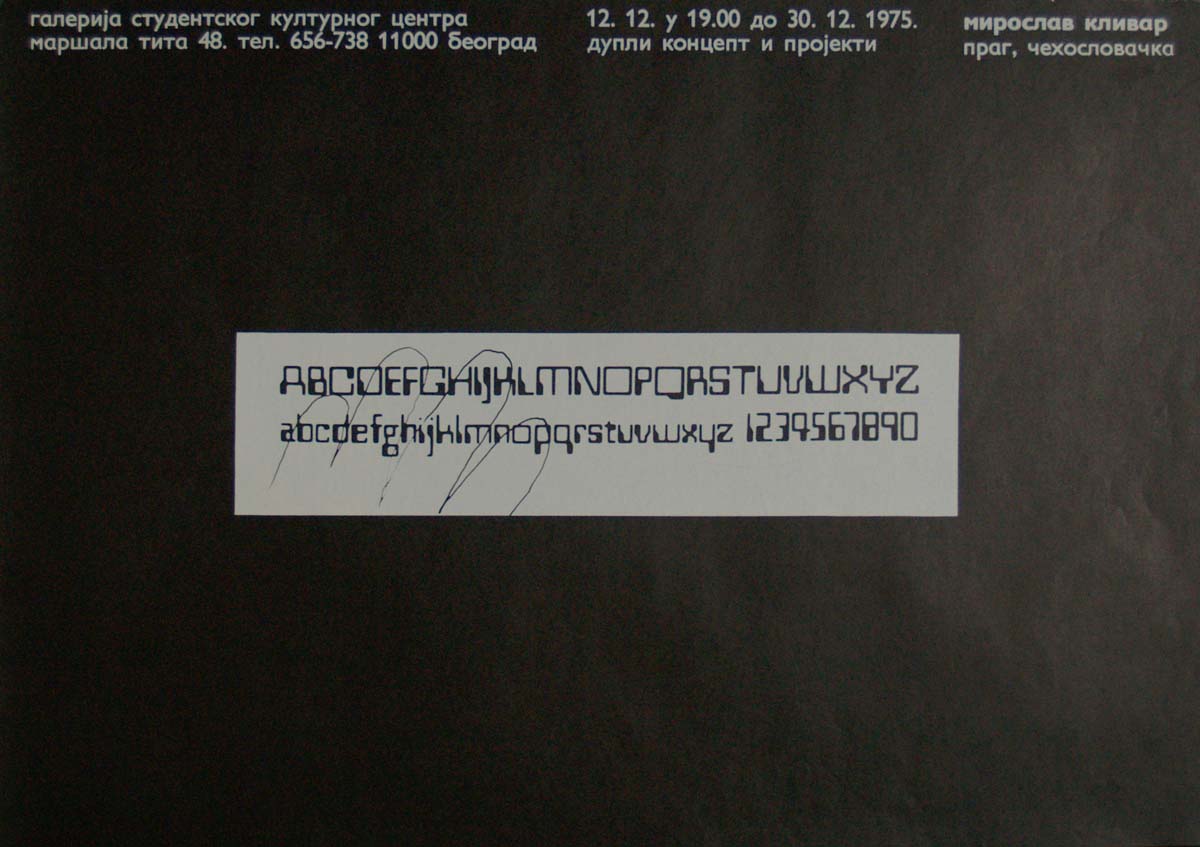 галерија студентског културног центра
маршала тита 48. тел. 656-738 11000 београд
12. 12. у 19.00 до 30. 12. 1975.
дупли концепт и пројекти
мирослав кливар
праг, чехословачка
ABCDEFGHIJKLMNOPQRSTUVWXYZ
abcdefghijklmnopqrstuvwxyz 1234567890